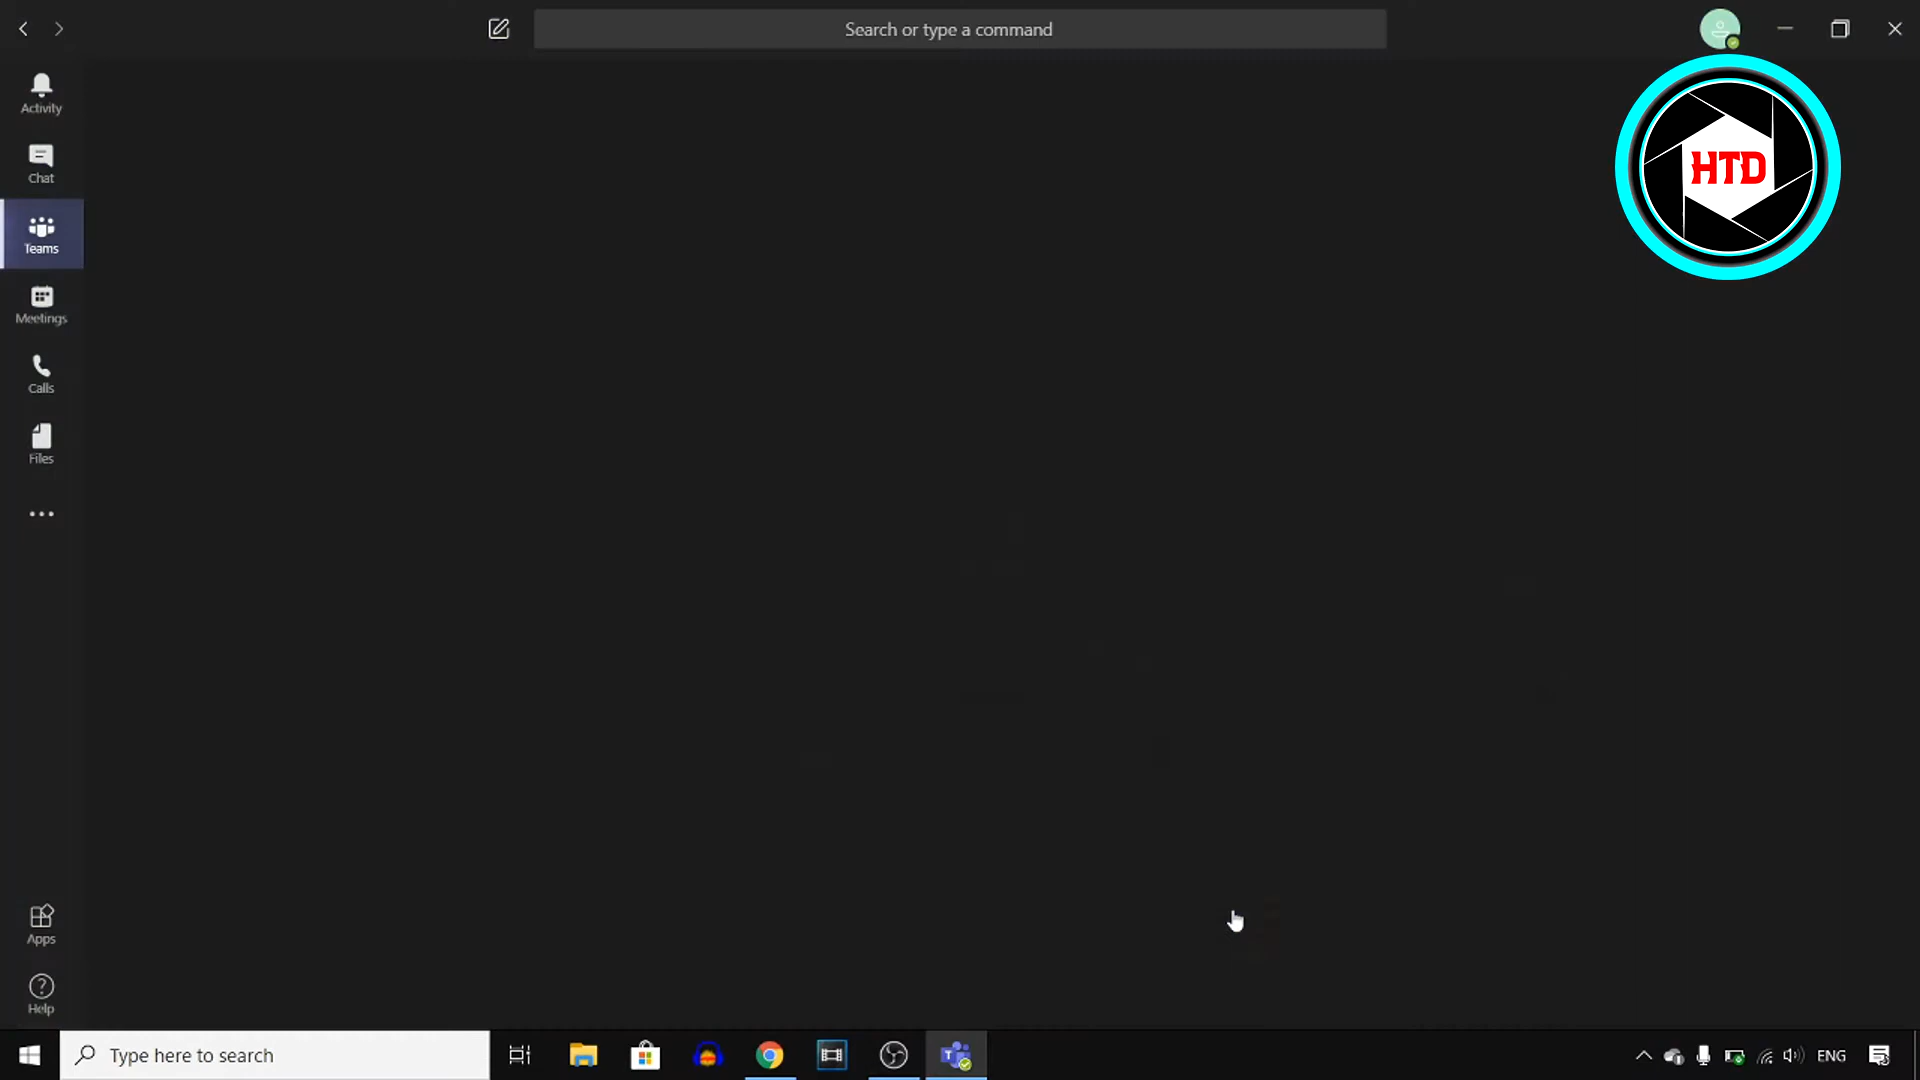 Search or type a command
Activity
Chat
Teams
Meetings
Calls
Files
Apps
Help
HTD
Type here to search
ENG